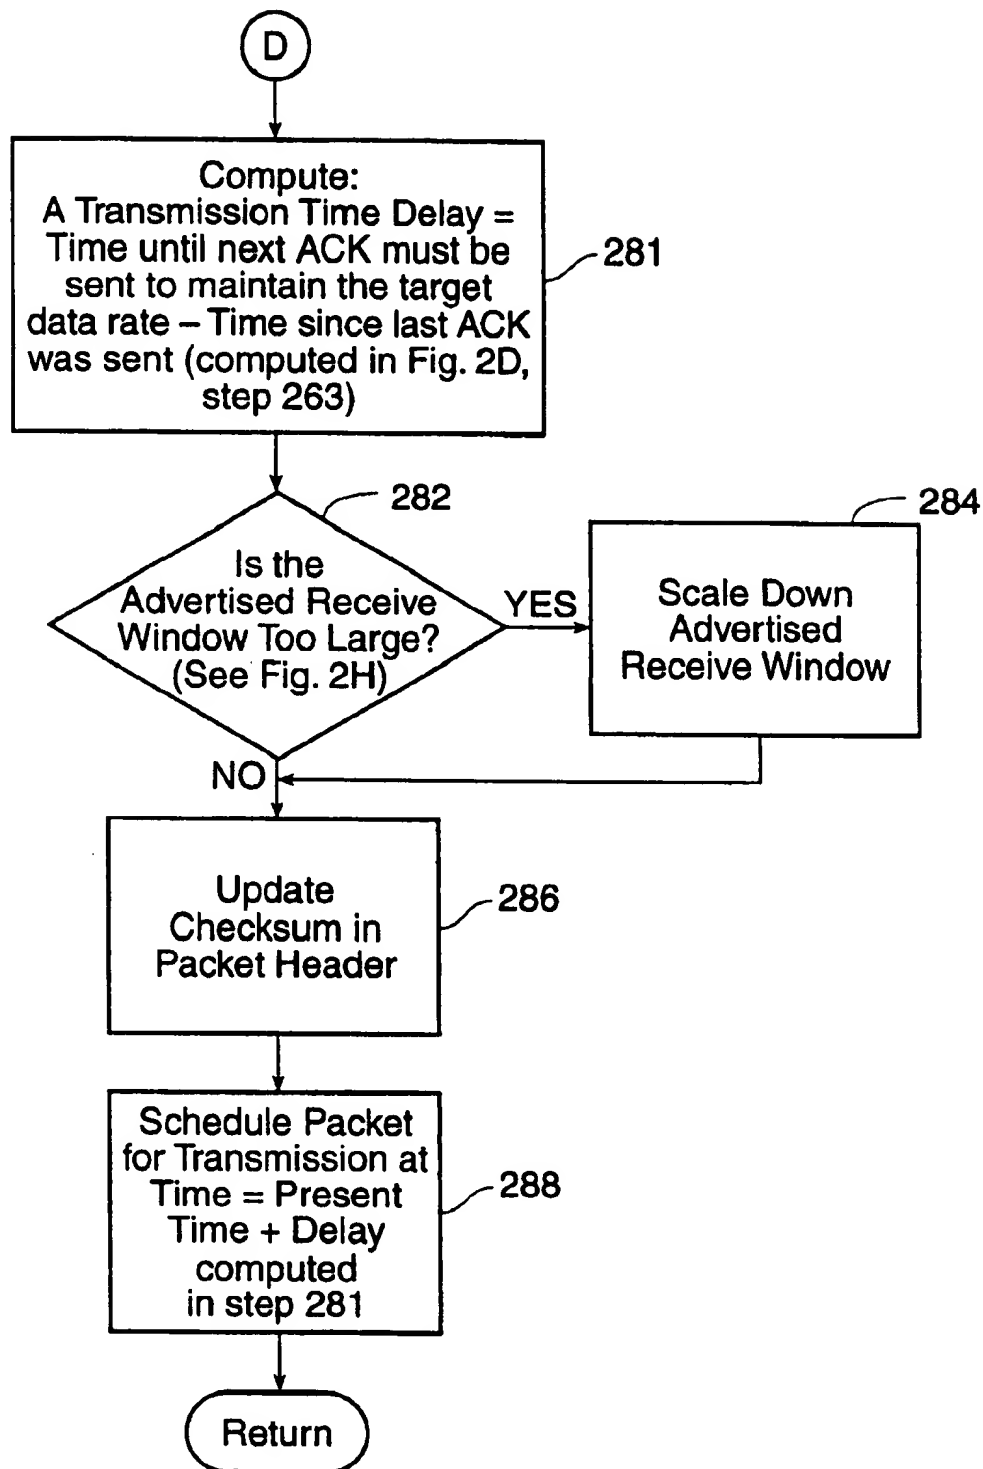 D
Compute:
A Transmission Time Delay =
Time until next ACK must be
sent to maintain the target
data rate – Time since last ACK
was sent (computed in Fig. 2D,
step 263)
281
282
Is the
Advertised Receive
Window Too Large?
(See Fig. 2H)
YES
284
Scale Down
Advertised
Receive Window
NO
Update
Checksum in
Packet Header
286
Schedule Packet
for Transmission at
Time = Present
Time + Delay
computed
in step 281
288
Return